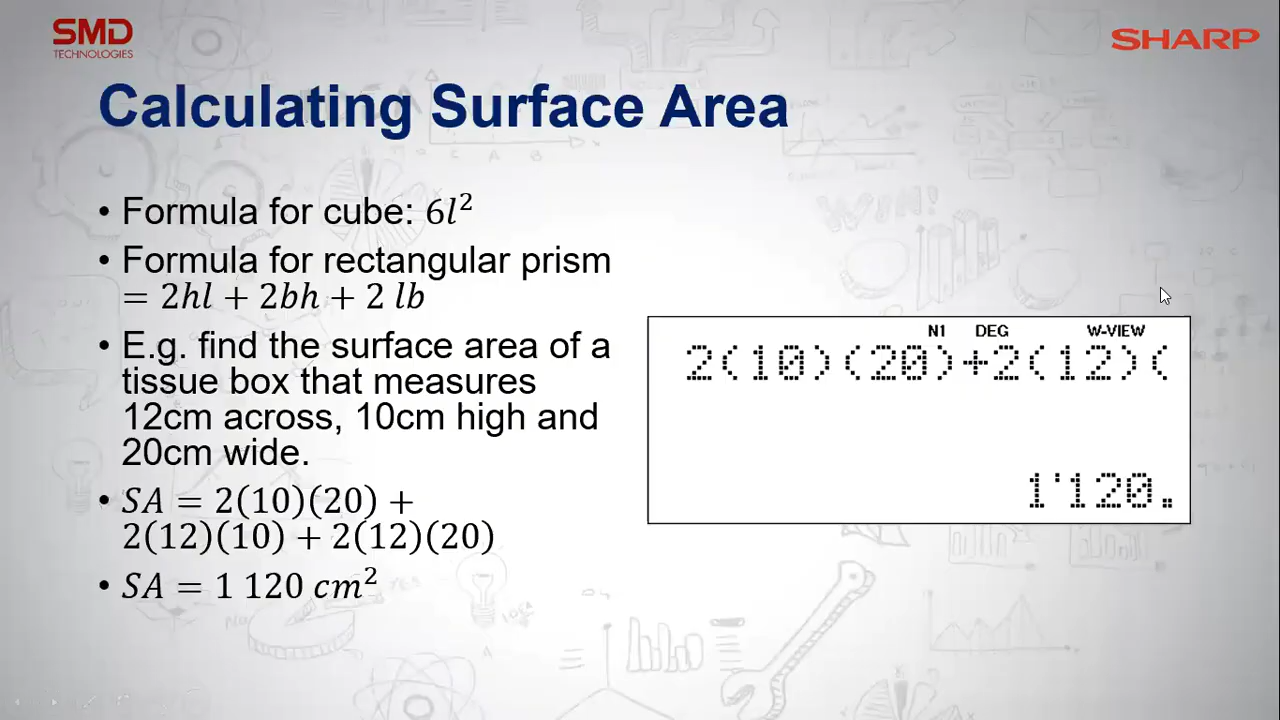 SMD
TECHNOLOGIES
SHARP
Calculating Surface Area
• Formula for cube: 6𝑙²
• Formula for rectangular prism
= 2ℎ𝑙 + 2𝑏ℎ + 2 𝑙𝑏
• E.g. find the surface area of a
tissue box that measures
12cm across, 10cm high and
20cm wide.
• 𝑆𝐴 = 2(10)(20) +
2(12)(10) + 2(12)(20)
• 𝑆𝐴 = 1 120 𝑐𝑚²
N1 DEG W-VIEW
2(10)(20)+2(12)(
1'120.
WIN!